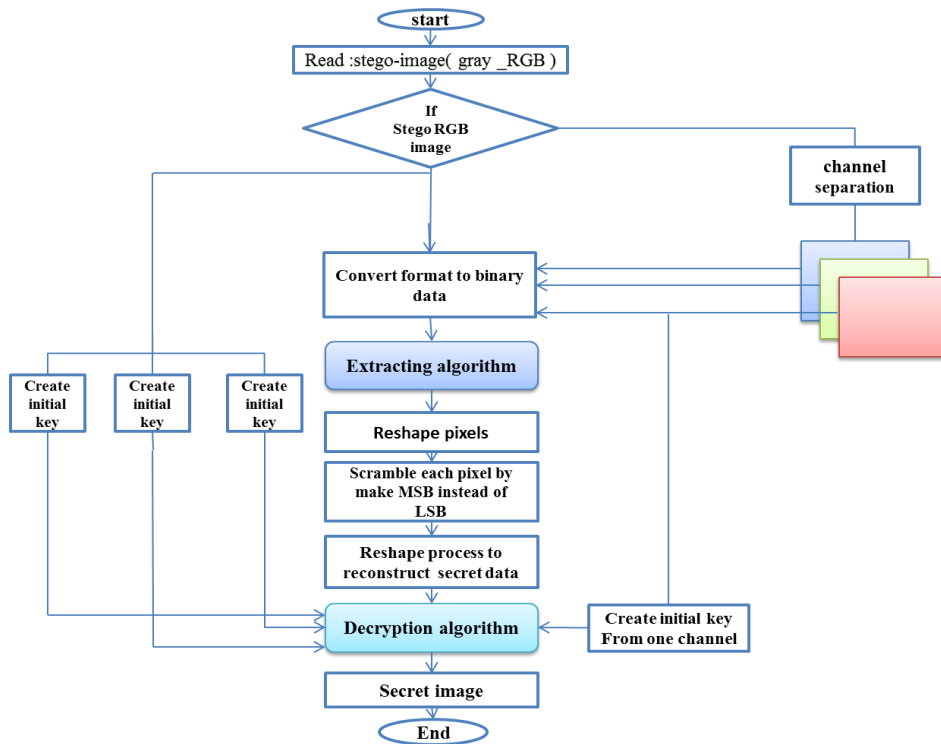 start
Read :stego-image( gray _RGB )
If
Stego RGB
image
channel
separation
Convert format to binary
data
Extracting algorithm
Create
initial
key
Create
initial
key
Create
initial
key
Reshape pixels
Scramble each pixel by
make MSB instead of
LSB
Reshape process to
reconstruct secret data
Decryption algorithm
Create initial key
From one channel
Secret image
End